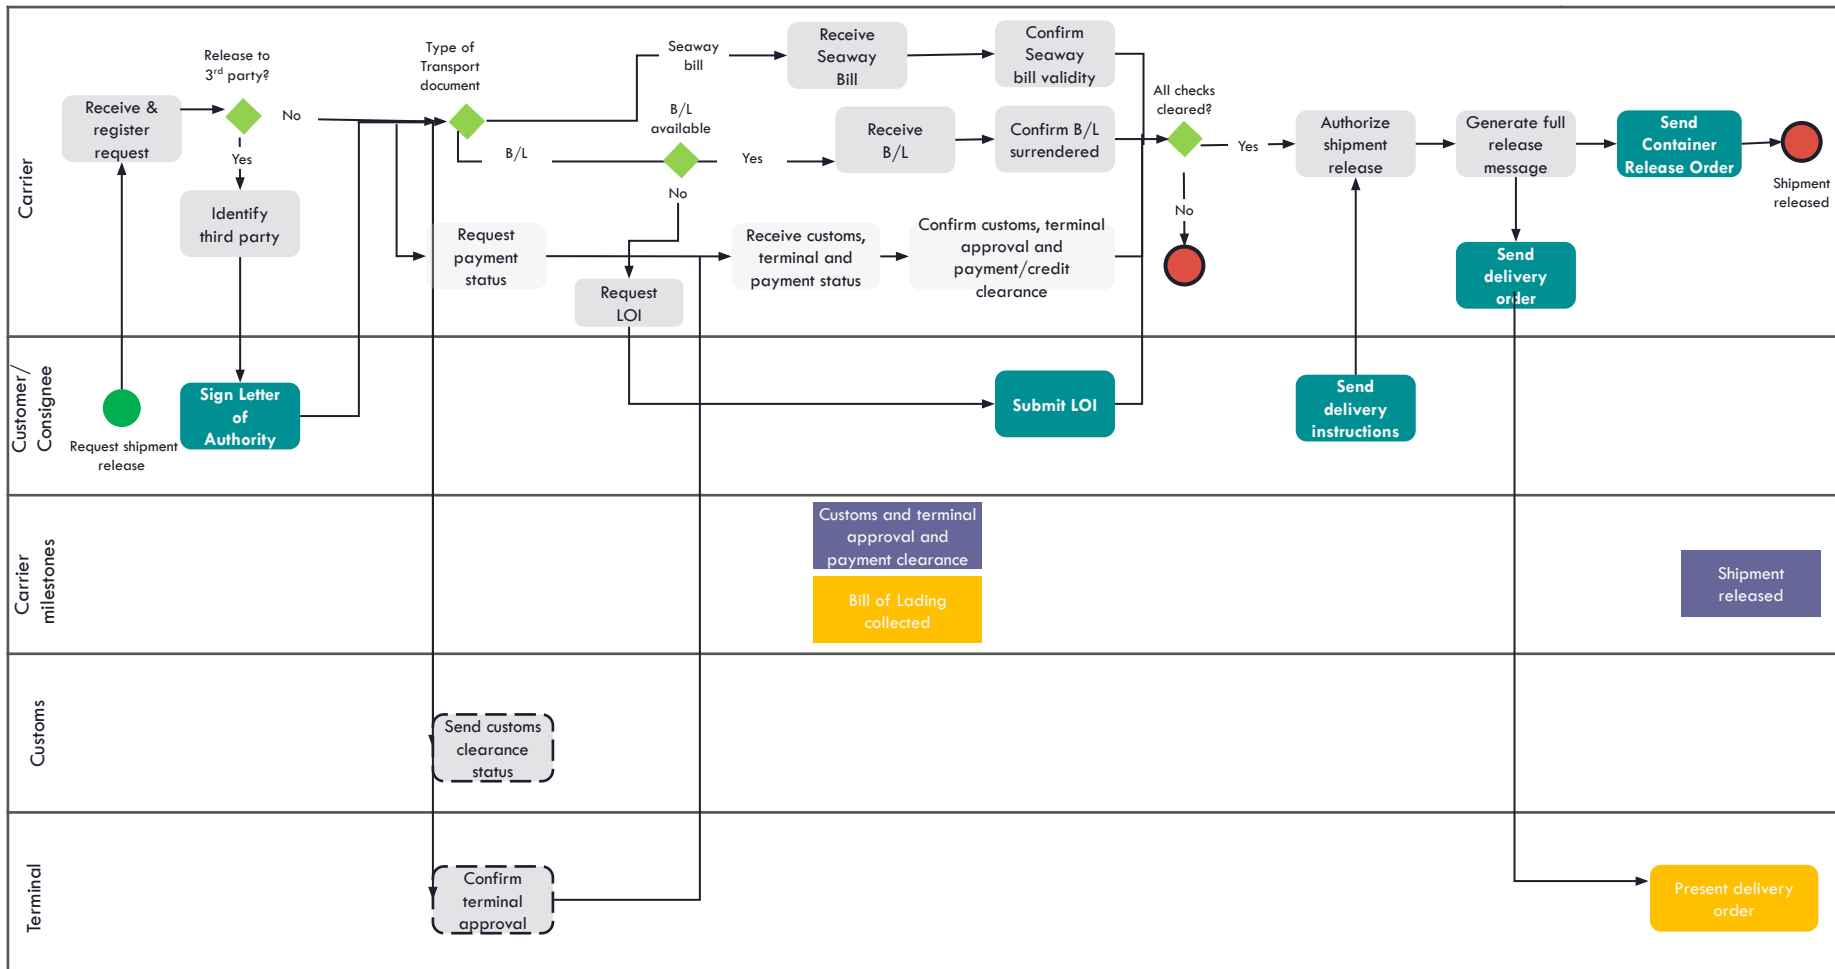 Carrier
Release to
3rd party?
Type of
Transport
document
Seaway
bill
Receive
Seaway
Bill
Confirm
Seaway
bill validity
Receive &
register
request
No
Yes
B/L
B/L
available
Yes
No
Receive
B/L
Confirm B/L
surrendered
All checks
cleared?
Yes
No
Authorize
shipment
release
Generate full
release
message
Send
Container
Release Order
Shipment
released
Identify
third party
Request
payment
status
Request
LOI
Receive customs,
terminal and
payment status
Confirm customs, terminal
approval and
payment/credit
clearance
Send
delivery
order
Customer/
Consignee
Request shipment
release
Sign Letter
of
Authority
Submit LOI
Send
delivery
instructions
Carrier
milestones
Customs and terminal
approval and
payment clearance
Bill of Lading
collected
Shipment
released
Customs
Send customs
clearance
status
Terminal
Confirm
terminal
approval
Present delivery
order